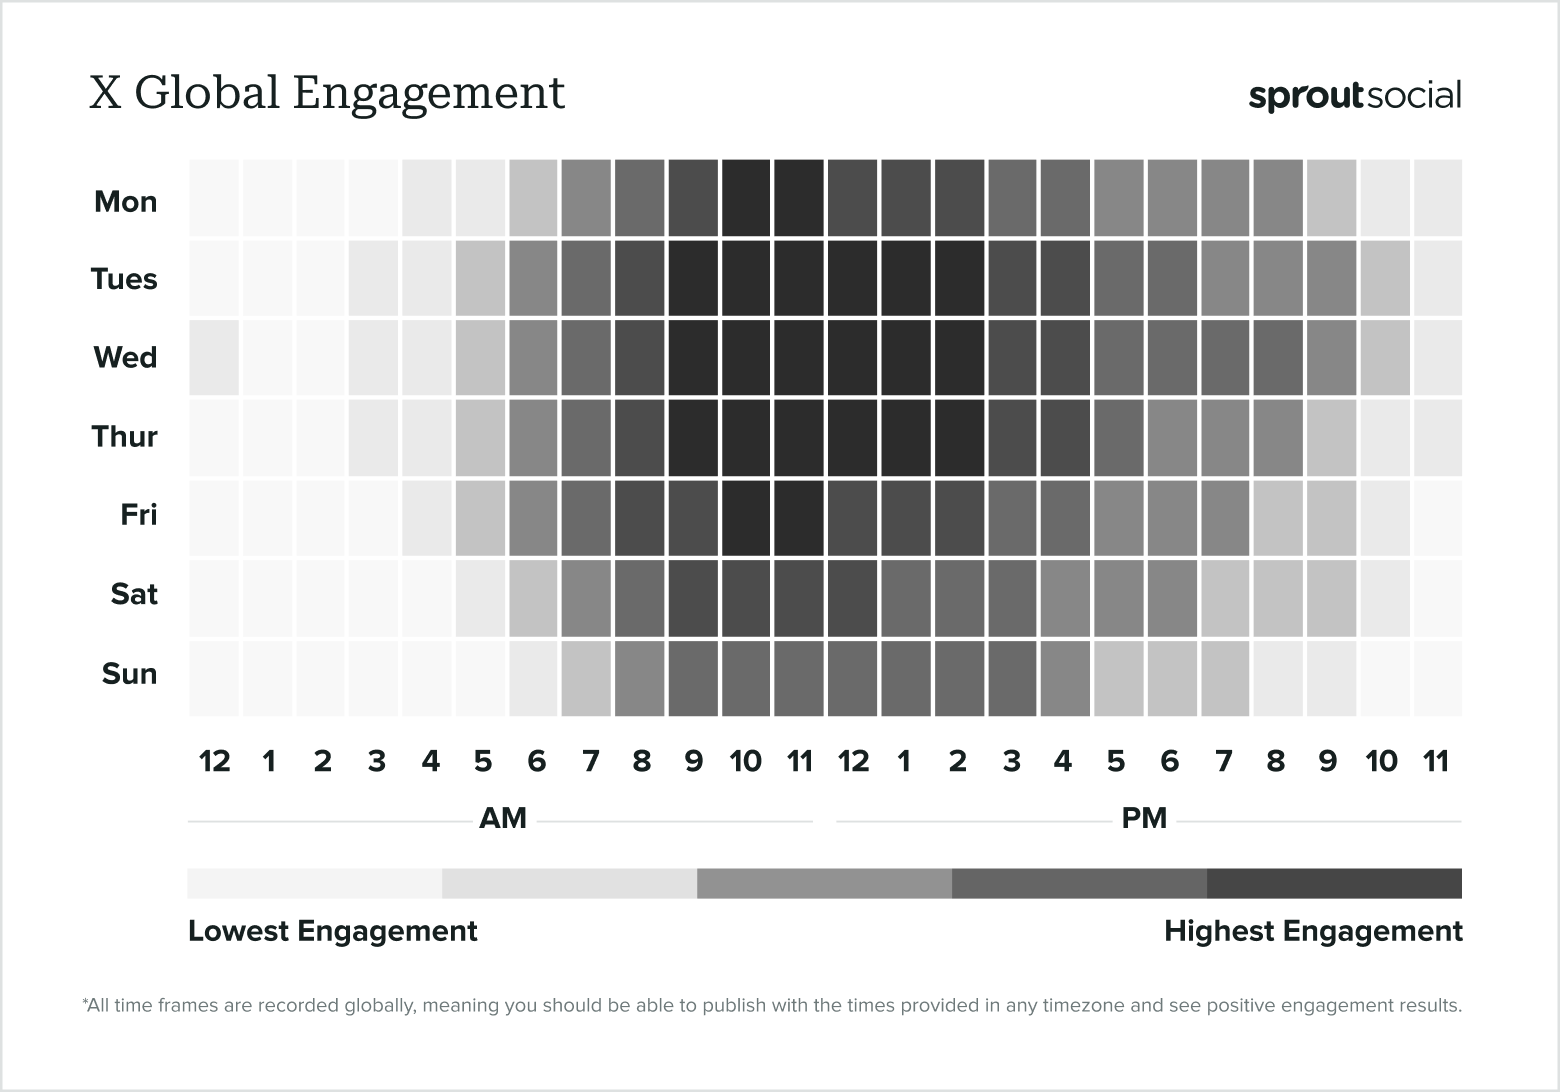 X Global Engagement
sproutsocial
Mon
Tues
Wed
Thur
Fri
Sat
Sun
12 1 2 3 4 5 6 7 8 9 10 11 12 1 2 3 4 5 6 7 8 9 10 11
AM PM
Lowest Engagement Highest Engagement
*All time frames are recorded globally, meaning you should be able to publish with the times provided in any timezone and see positive engagement results.